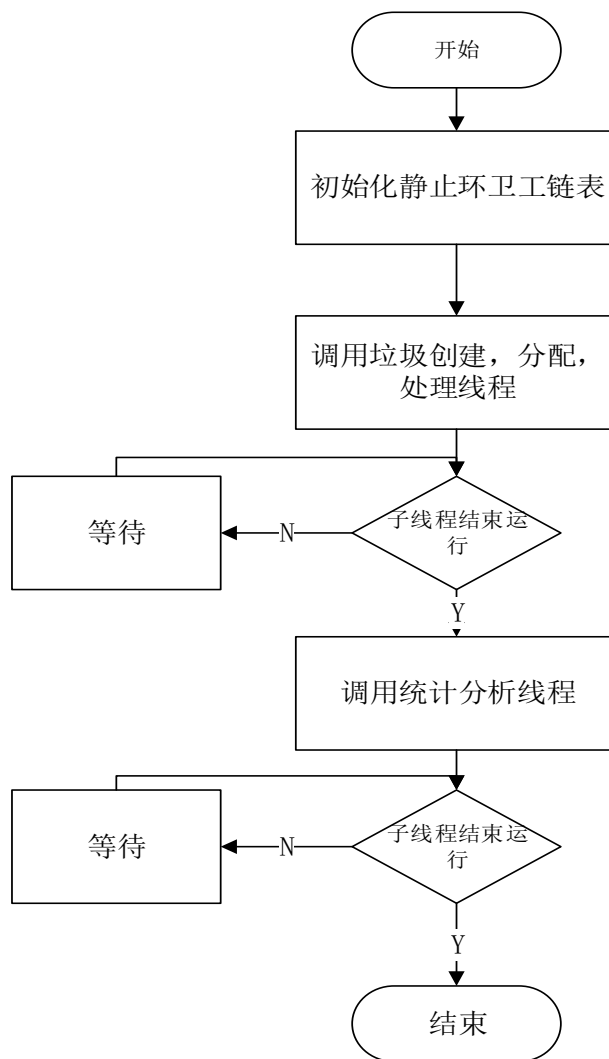 开始
初始化静止环卫工链表
调用垃圾创建，分配，
处理线程
子线程结束运
行
等待
N
Y
调用统计分析线程
子线程结束运
行
等待
N
Y
结束